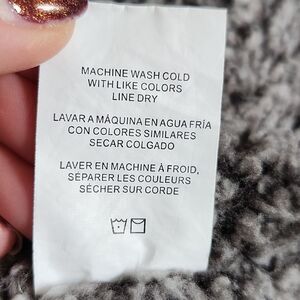 MACHINE WASH COLD
WITH LIKE COLORS
LINE DRY
LAVAR A MÁQUINA EN AGUA FRÍA
CON COLORES SIMILARES
SECAR COLGADO
LAVER EN MACHINE À FROID,
SÉPARER LES COULEURS
SÉCHER SUR CORDE